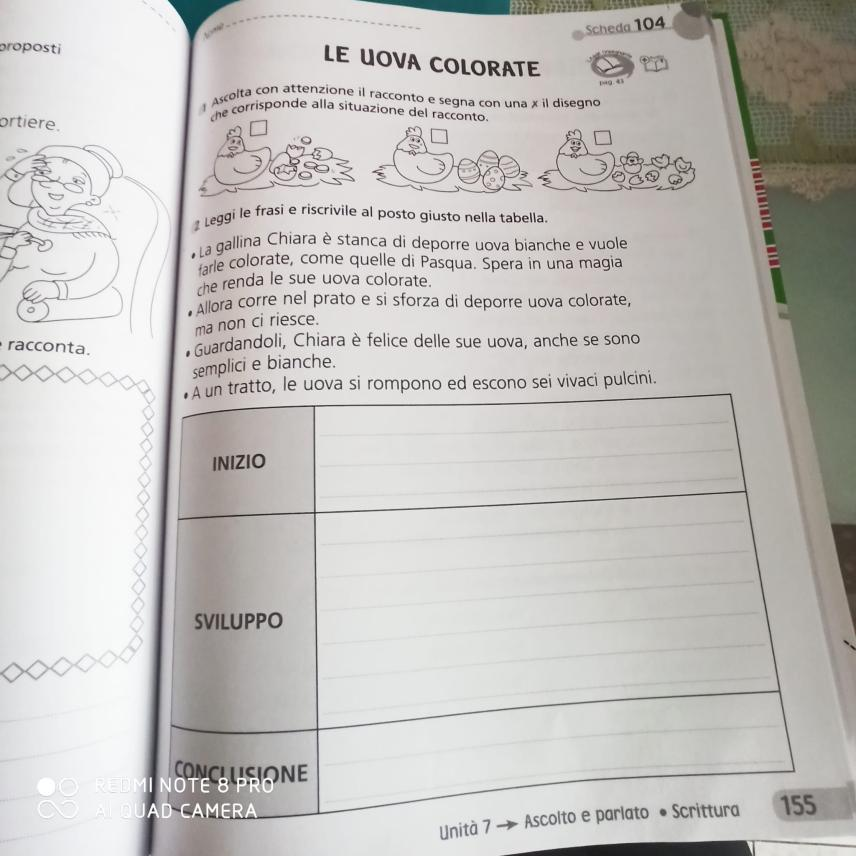 proposti
ortiere.
racconta.
nome
Scheda 104
LE UOVA COLORATE
pag. 43
1 Ascolta con attenzione il racconto e segna con una x il disegno
che corrisponde alla situazione del racconto.
2 Leggi le frasi e riscrivile al posto giusto nella tabella.
• La gallina Chiara è stanca di deporre uova bianche e vuole
farle colorate, come quelle di Pasqua. Spera in una magia
che renda le sue uova colorate.
• Allora corre nel prato e si sforza di deporre uova colorate,
ma non ci riesce.
• Guardandoli, Chiara è felice delle sue uova, anche se sono
semplici e bianche.
• A un tratto, le uova si rompono ed escono sei vivaci pulcini.
INIZIO
SVILUPPO
CONCLUSIONE
Unità 7 → Ascolto e parlato • Scrittura 155
REDMI NOTE 8 PRO
AI QUAD CAMERA